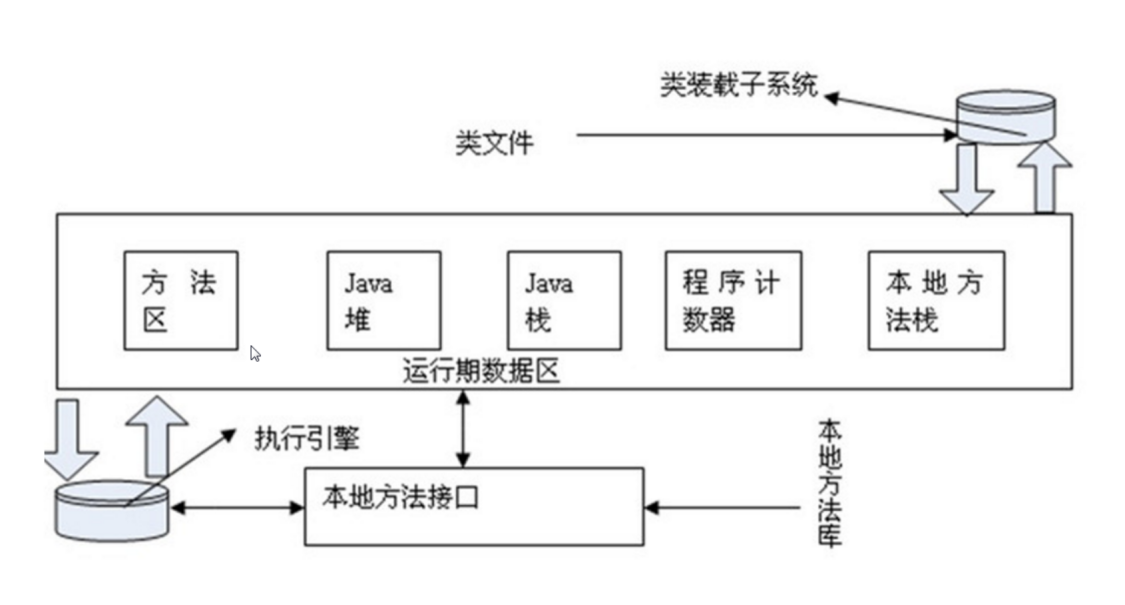 类装载子系统
类文件
方 法
区
Java
堆
Java
栈
程 序 计
数器
本 地 方
法栈
运行期数据区
执行引擎
本地方法接口
本地方法库